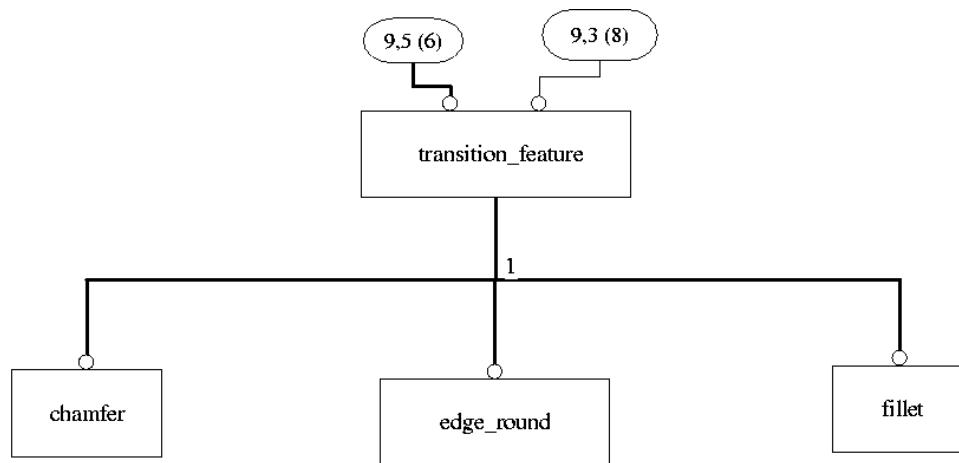 9,5 (6)
9,3 (8)
transition_feature
1
chamfer
edge_round
fillet